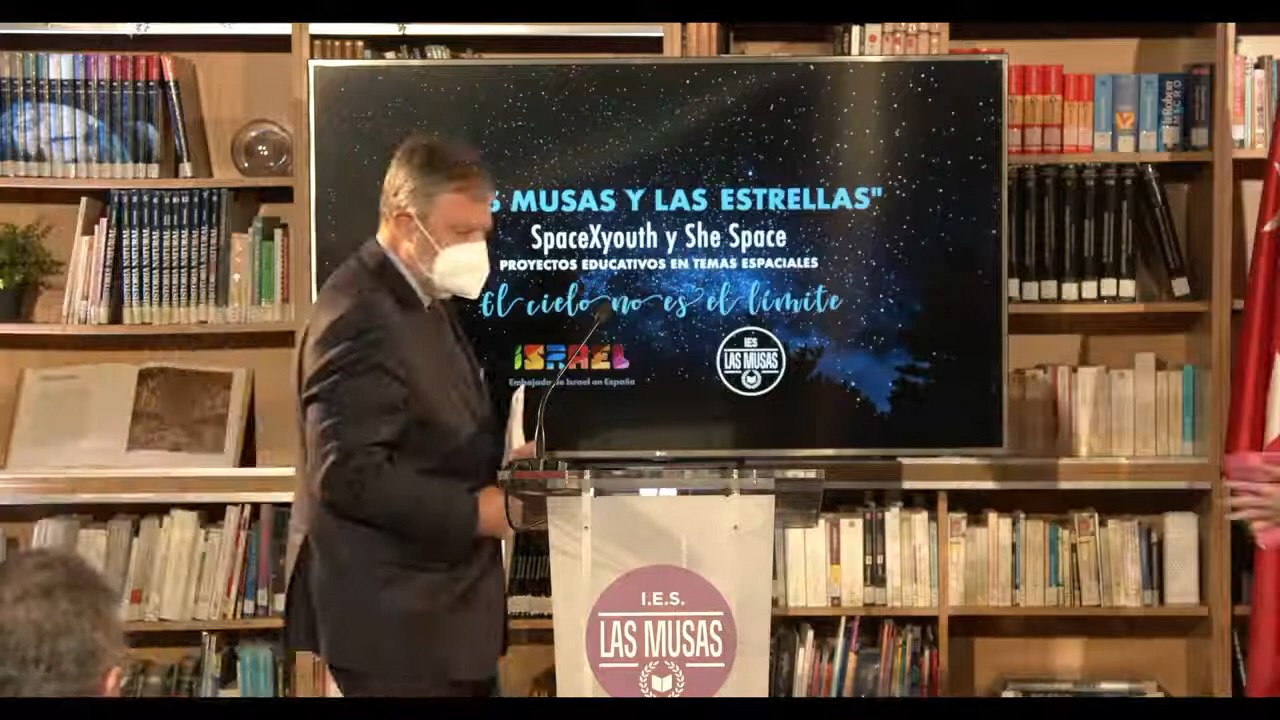 S MUSAS Y LAS ESTRELLAS"
SpaceXyouth y She Space
PROYECTOS EDUCATIVOS EN TEMAS ESPACIALES
El cielo no es el límite
ISRAEL
Embajada de Israel en España
IES
LAS MUSAS
I.E.S.
LAS MUSAS